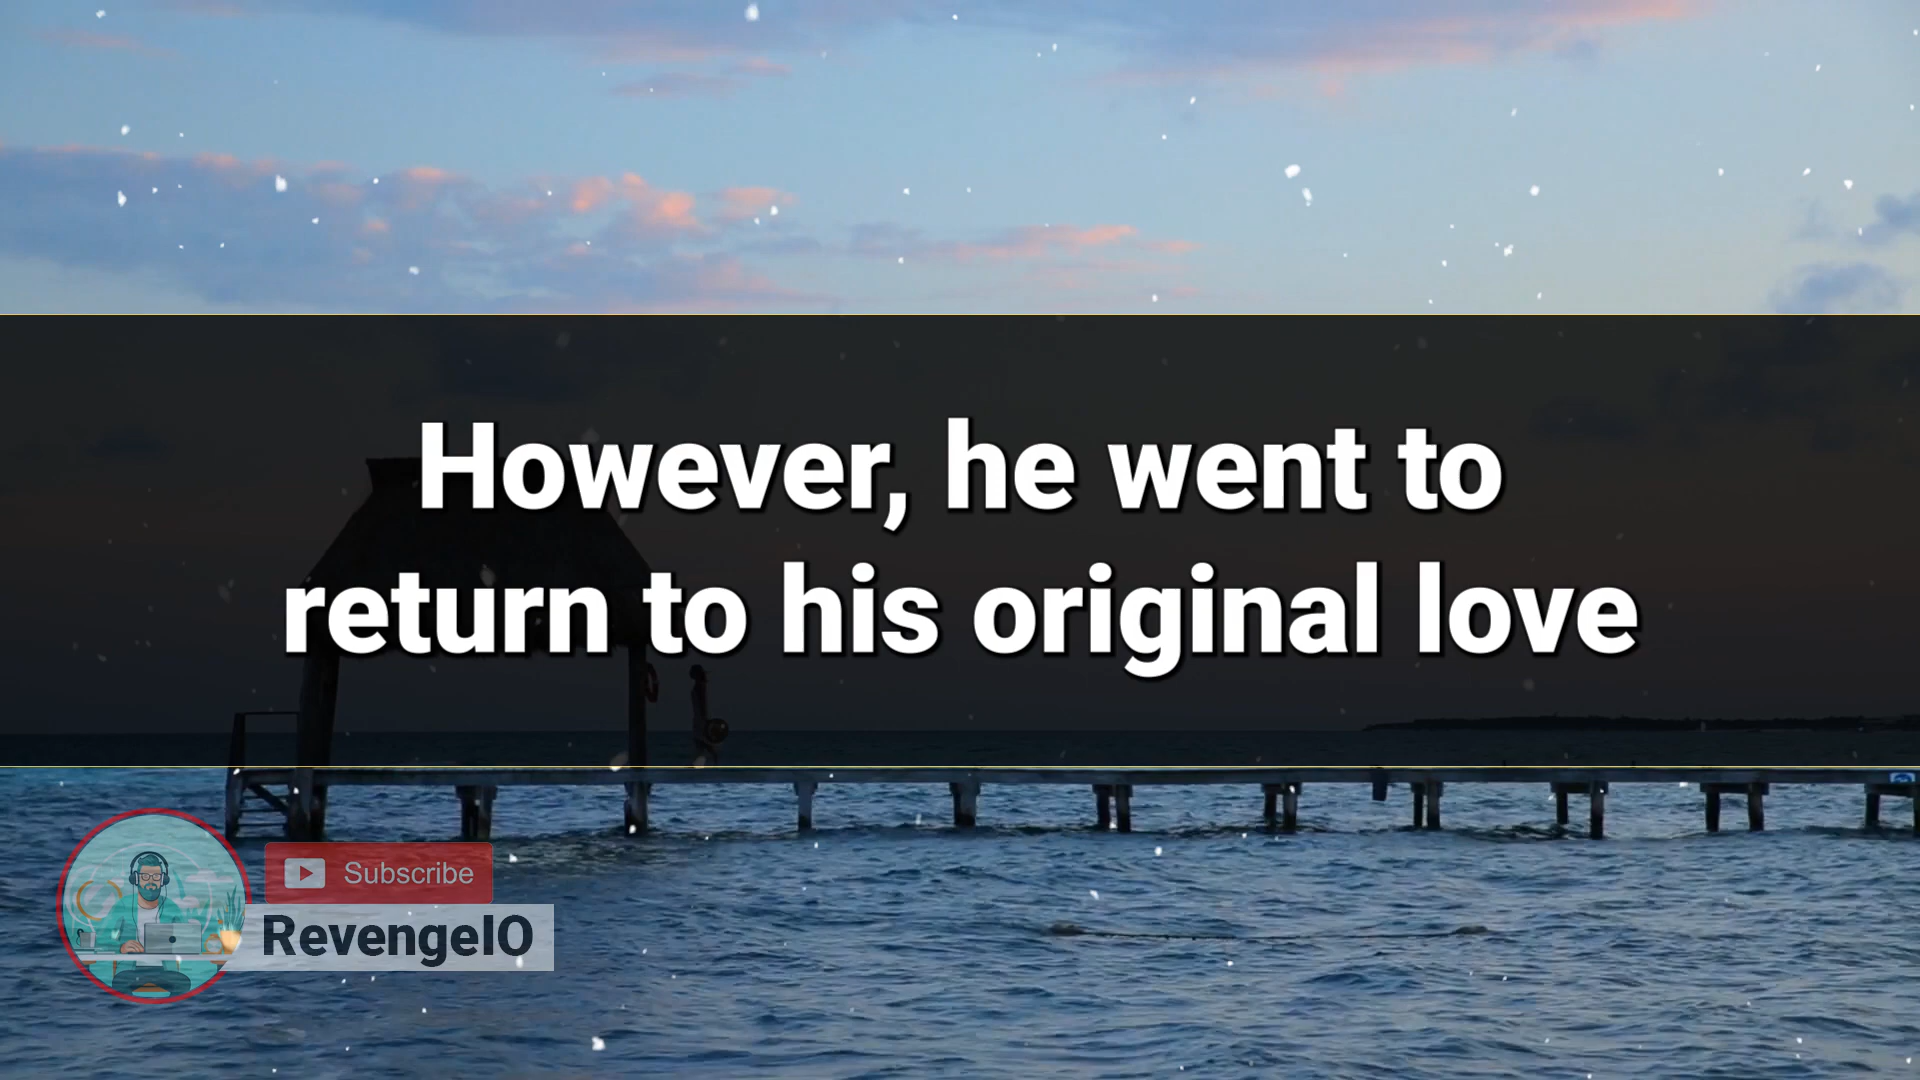 However, he went to
return to his original love
Subscribe
RevengeIO